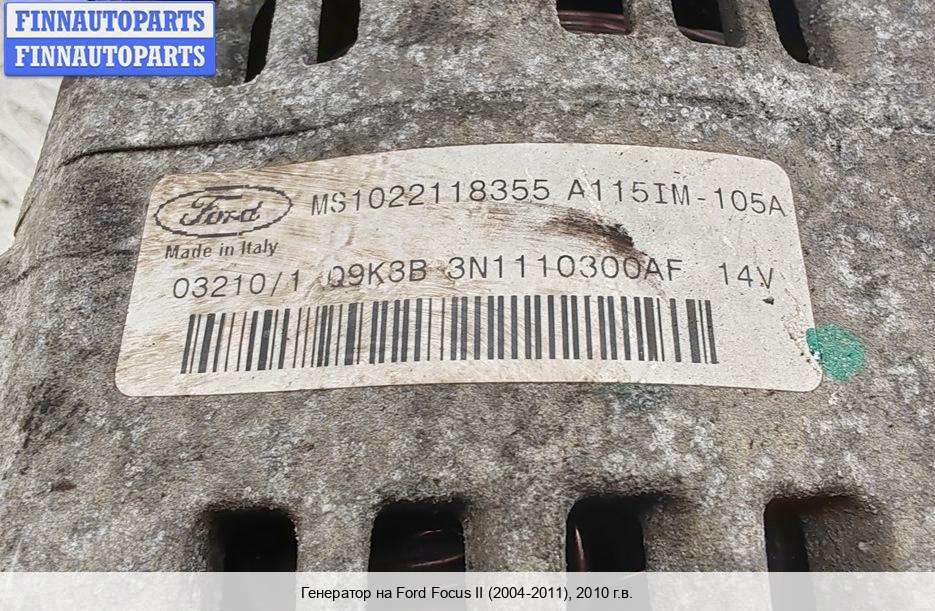 FINNAUTOPARTS
FINNAUTOPARTS
Ford MS1022118355 A115IM-105A
Made in Italy
03210/1 Q9K3B 3N1110300AF 14V
Генератор на Ford Focus II (2004-2011), 2010 г.в.